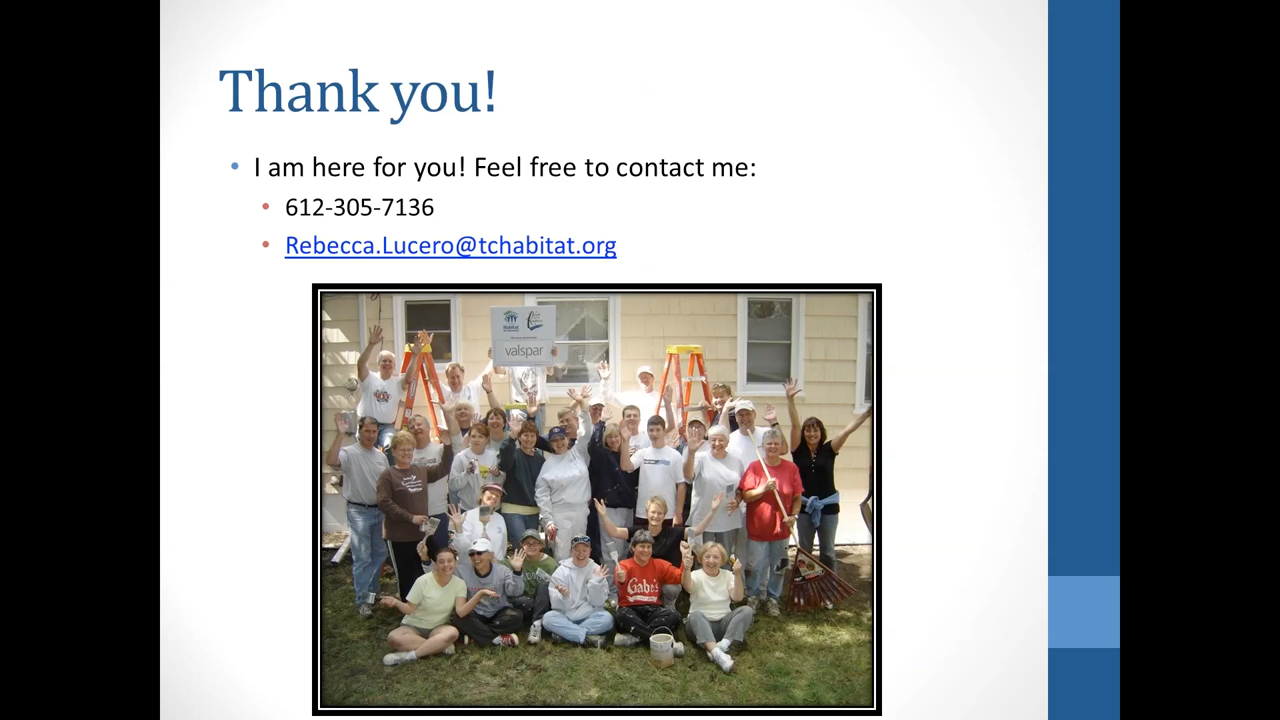 Thank you!
I am here for you! Feel free to contact me:
612-305-7136
Rebecca.Lucero@tchabitat.org
Habitat
valspar
Gabe's